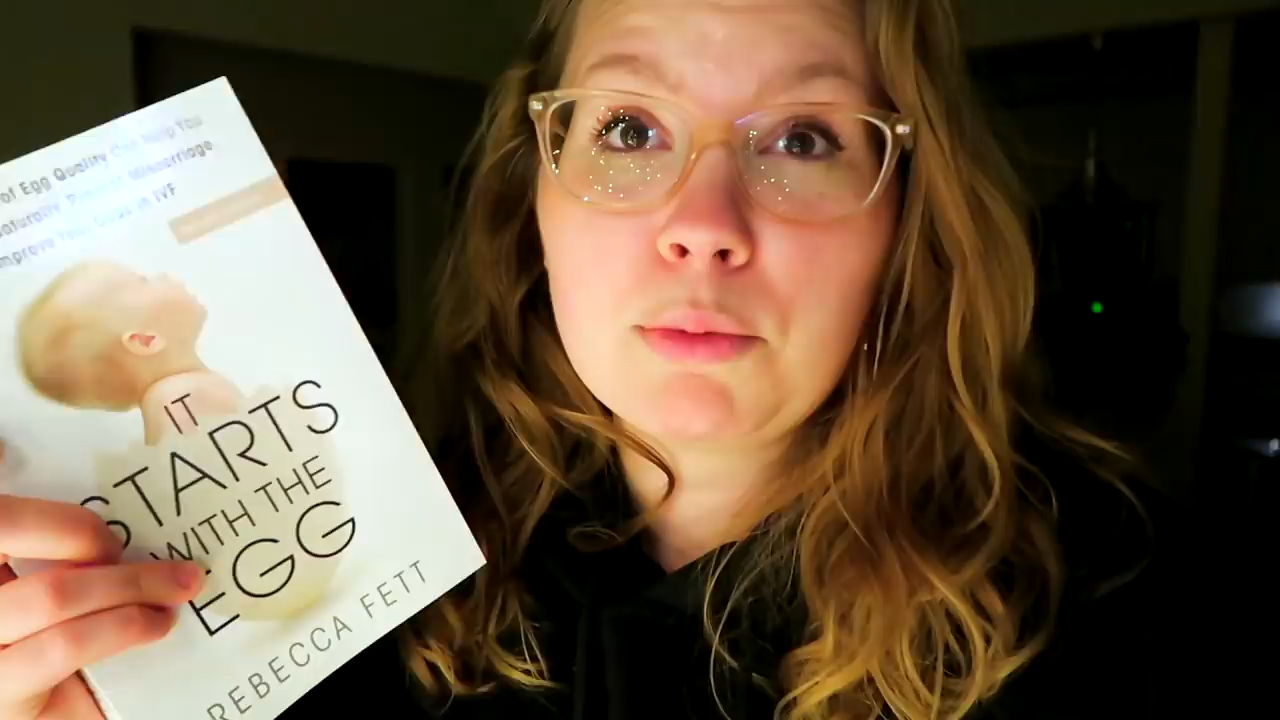 of Egg Quality Can Help You
Naturally, Prevent Miscarriage
Improve Your Odds in IVF
IT
STARTS
WITH THE
EGG
REBECCA FETT